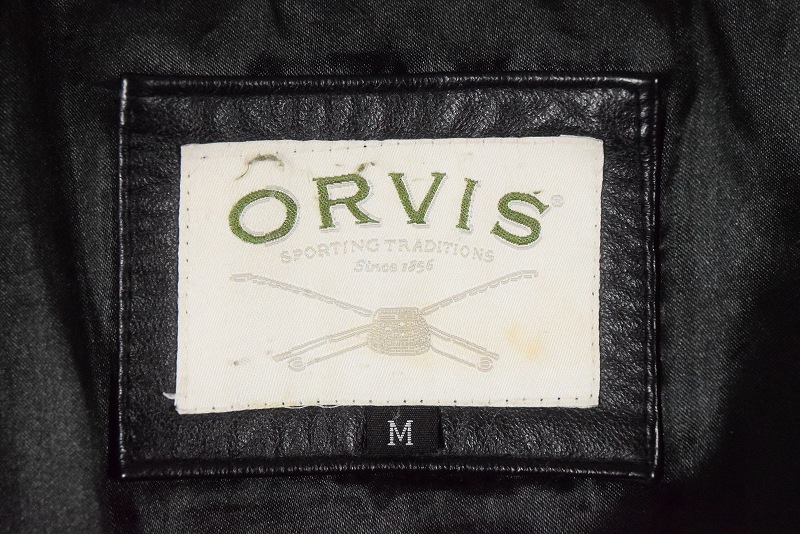 ORVIS®
SPORTING TRADITIONS
Since 1856
M